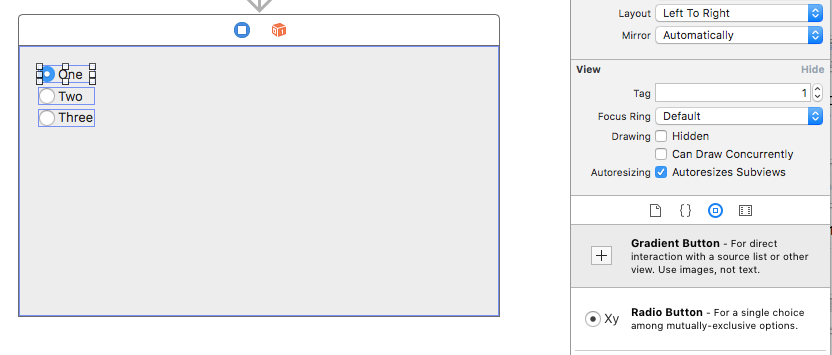 One
Two
Three
Layout Left To Right
Mirror Automatically
View Hide
Tag 1
Focus Ring Default
Drawing Hidden
Can Draw Concurrently
Autoresizing Autoresizes Subviews
{ }
Gradient Button - For direct
interaction with a source list or other
view. Use images, not text.
Xy
Radio Button - For a single choice
among mutually-exclusive options.